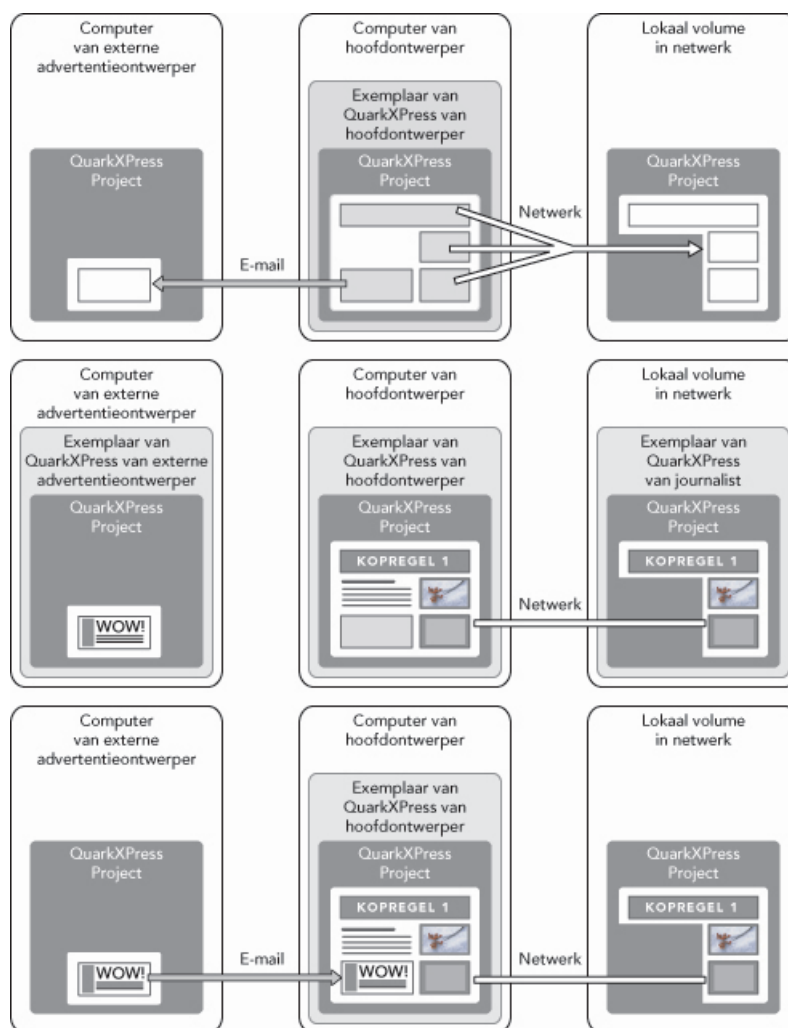 Computer
van externe
advertentieontwerper
QuarkXPress
Project
E-mail
Computer van
hoofdontwerper
Exemplaar van
QuarkXPress van
hoofdontwerper
QuarkXPress
Project
Netwerk
Lokaal volume
in netwerk
QuarkXPress
Project
Computer
van externe
advertentieontwerper
Exemplaar van
QuarkXPress van externe
advertentieontwerper
QuarkXPress
Project
WOW!
Computer van
hoofdontwerper
Exemplaar van
QuarkXPress van
hoofdontwerper
QuarkXPress
Project
KOPREGEL 1
Netwerk
Lokaal volume
in netwerk
Exemplaar van
QuarkXPress
van journalist
QuarkXPress
Project
KOPREGEL 1
Computer
van externe
advertentieontwerper
QuarkXPress
Project
WOW!
E-mail
Computer van
hoofdontwerper
Exemplaar van
QuarkXPress van
hoofdontwerper
QuarkXPress
Project
KOPREGEL 1
WOW!
Netwerk
Lokaal volume
in netwerk
QuarkXPress
Project
KOPREGEL 1